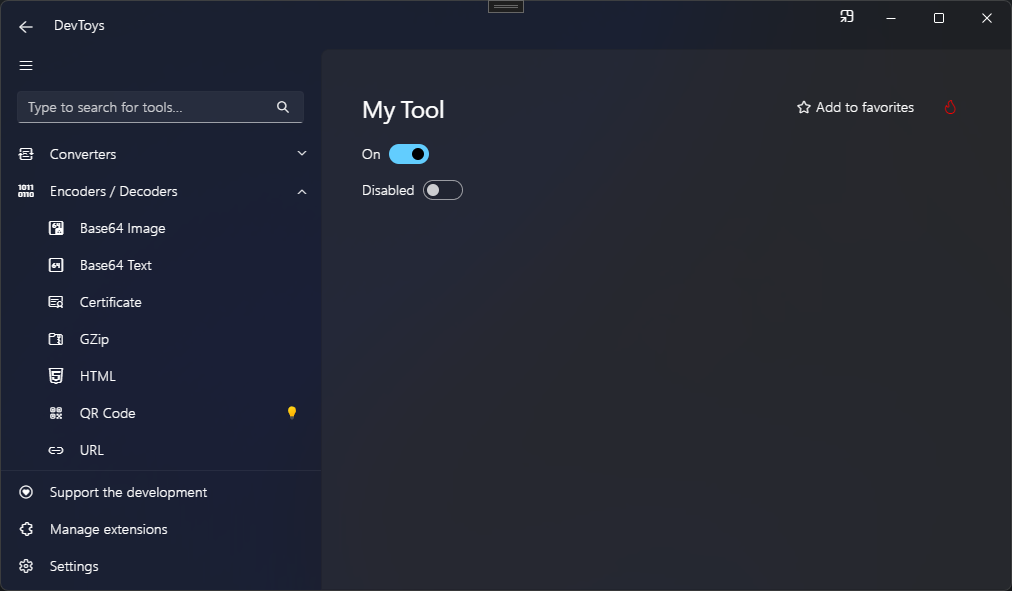 DevToys
Type to search for tools...
Converters
Encoders / Decoders
Base64 Image
Base64 Text
Certificate
GZip
HTML
QR Code
URL
Support the development
Manage extensions
Settings
My Tool
Add to favorites
On
Disabled